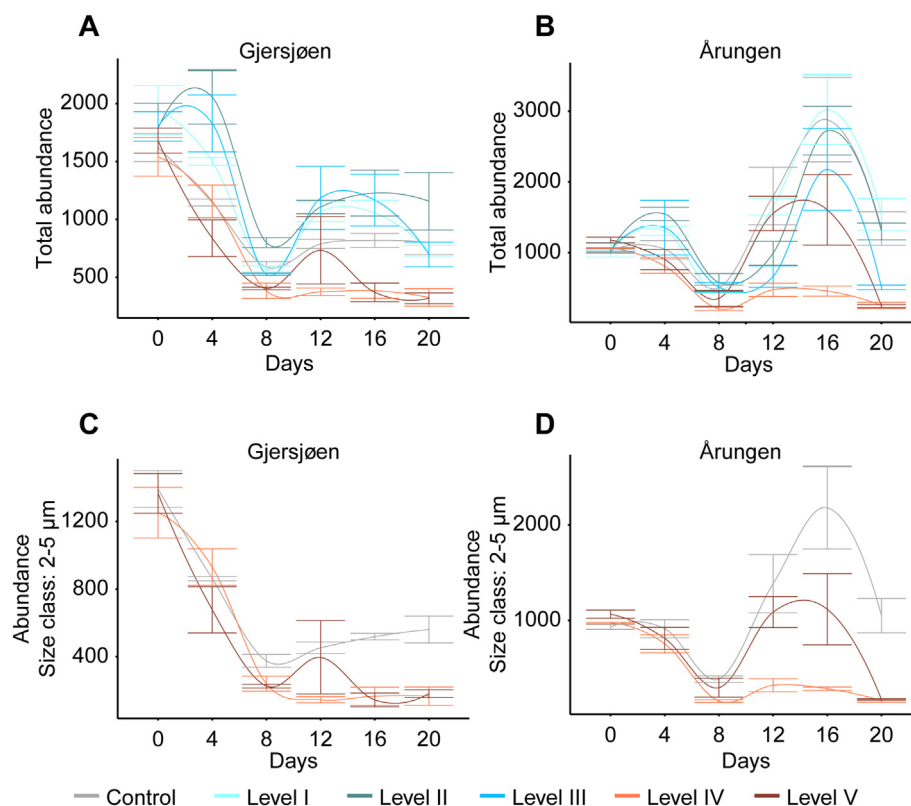 A
Gjersjøen
Total abundance
2000
1500
1000
500
0 4 8 12 16 20
Days
B
Årungen
Total abundance
3000
2000
1000
0 4 8 12 16 20
Days
C
Gjersjøen
Abundance
Size class: 2-5 µm
1200
800
400
0 4 8 12 16 20
Days
D
Årungen
Abundance
Size class: 2-5 µm
2000
1000
0 4 8 12 16 20
Days
Control Level I Level II Level III Level IV Level V